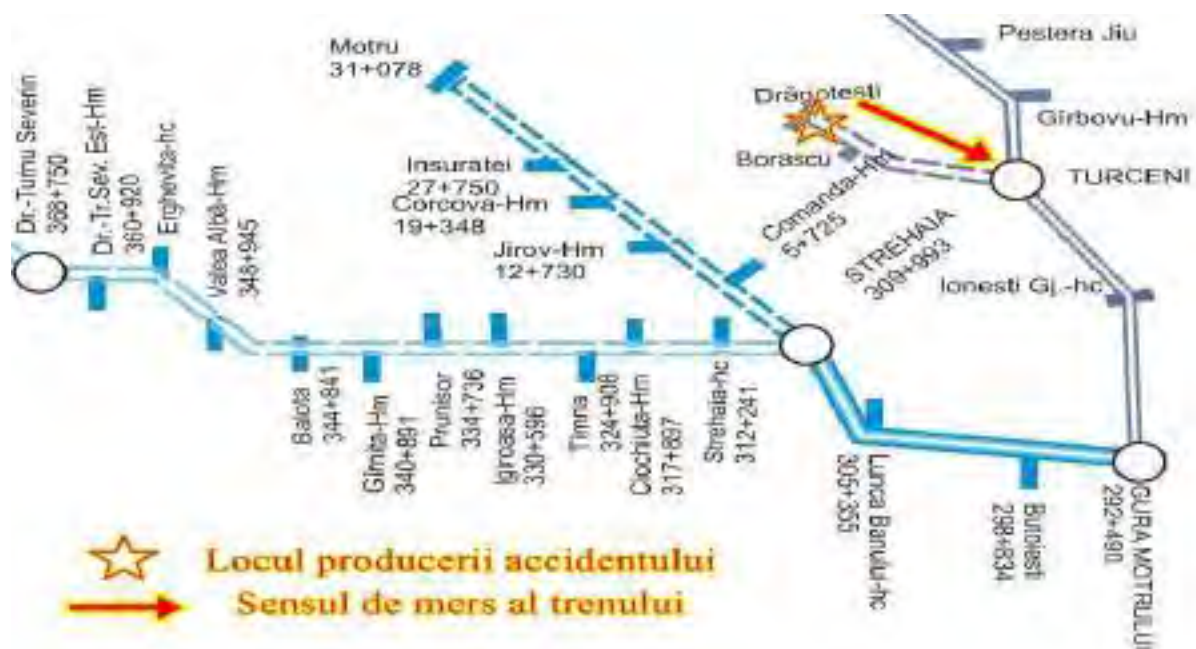 Motru
31+078
Pestera Jiu
Drăgotești
Gîrbovu-Hm
Borascu
TURCENI
Insuratei
27+750
Corcova-Hm
19+348
Jirov-Hm
12+730
Comanda-Hm
5+725
STREHAIA
309+993
Ionesti Gj.-hc
Dr.-Turnu Severin
368+750
Dr.-Tr.Sev. Est-Hm
360+920
Erghevita-hc
Valea Albă-Hm
348+945
Balota
344+841
Gîrnita-Hm
340+891
Prunisor
334+736
Igiroasa-Hm
330+596
Timna
324+908
Ciochiuta-Hm
317+897
Strehaia-hc
312+241
Lunca Banului-hc
305+355
Butoiesti
298+834
GURA MOTRULUI
292+490
Locul producerii accidentului
Sensul de mers al trenului